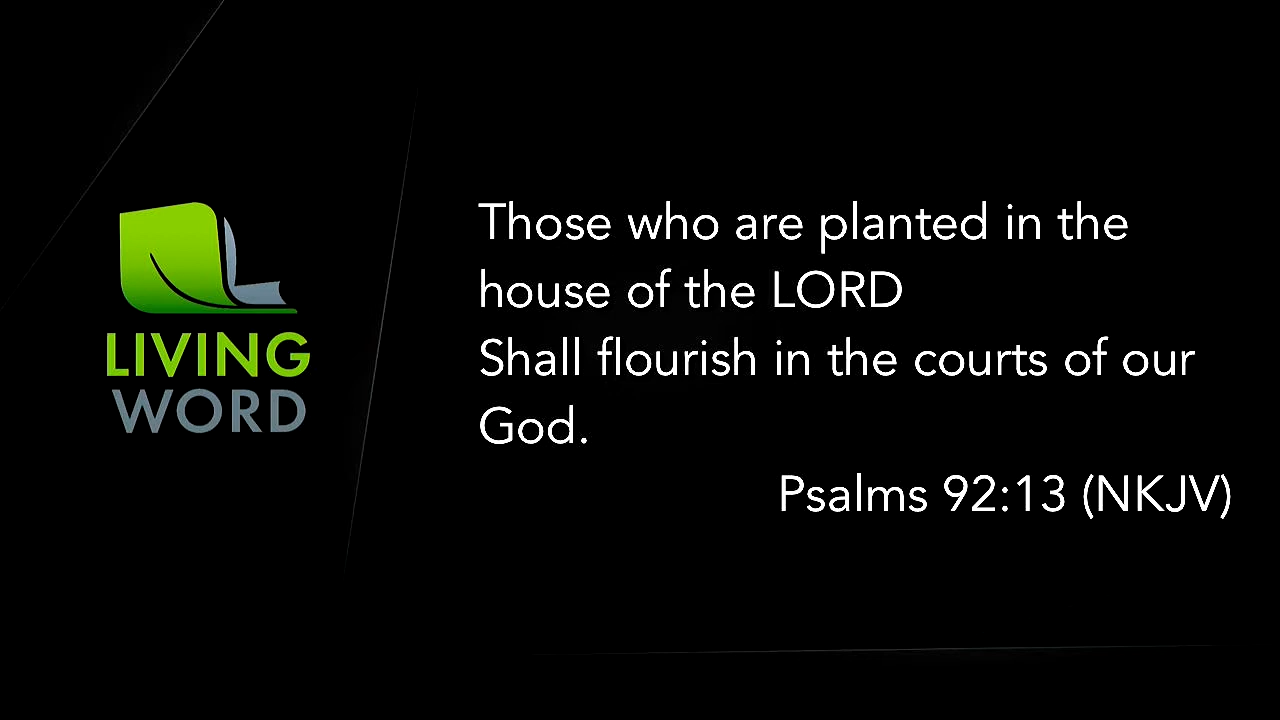 LIVING
WORD
Those who are planted in the
house of the LORD
Shall flourish in the courts of our
God.
Psalms 92:13 (NKJV)